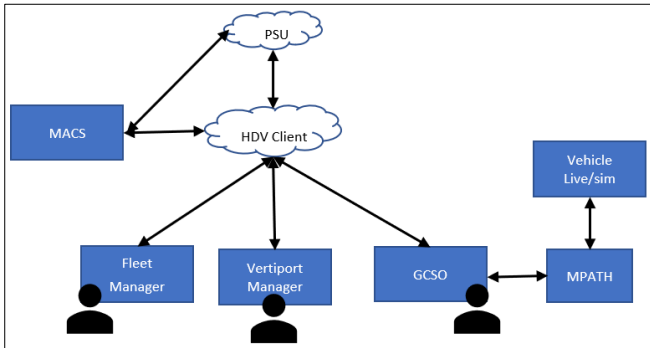 PSU
MACS
HDV Client
Vehicle
Live/sim
Fleet
Manager
Vertiport
Manager
GCSO
MPATH